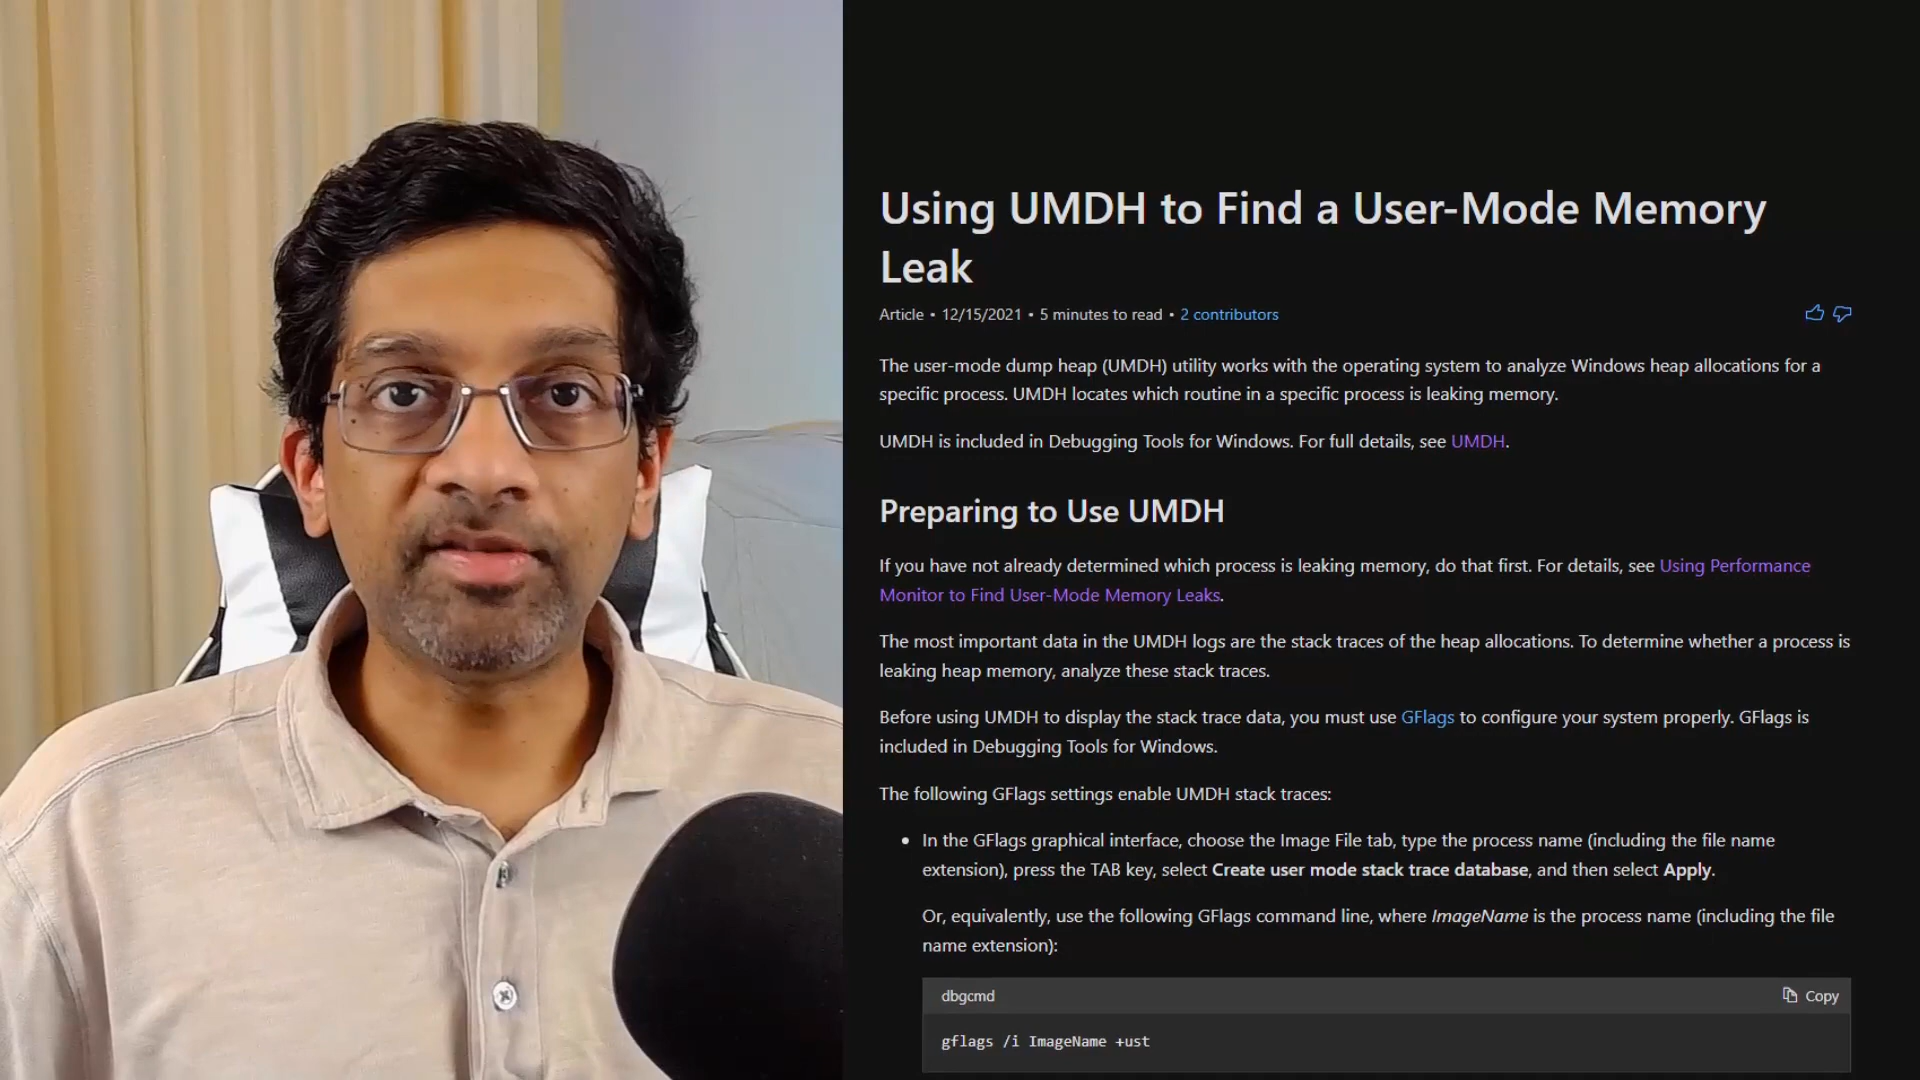 Using UMDH to Find a User-Mode Memory
Leak
Article • 12/15/2021 • 5 minutes to read • 2 contributors
The user-mode dump heap (UMDH) utility works with the operating system to analyze Windows heap allocations for a
specific process. UMDH locates which routine in a specific process is leaking memory.
UMDH is included in Debugging Tools for Windows. For full details, see UMDH.
Preparing to Use UMDH
If you have not already determined which process is leaking memory, do that first. For details, see Using Performance
Monitor to Find User-Mode Memory Leaks.
The most important data in the UMDH logs are the stack traces of the heap allocations. To determine whether a process is
leaking heap memory, analyze these stack traces.
Before using UMDH to display the stack trace data, you must use GFlags to configure your system properly. GFlags is
included in Debugging Tools for Windows.
The following GFlags settings enable UMDH stack traces:
• In the GFlags graphical interface, choose the Image File tab, type the process name (including the file name
extension), press the TAB key, select Create user mode stack trace database, and then select Apply.
Or, equivalently, use the following GFlags command line, where ImageName is the process name (including the file
name extension):
dbgcmd Copy
gflags /i ImageName +ust